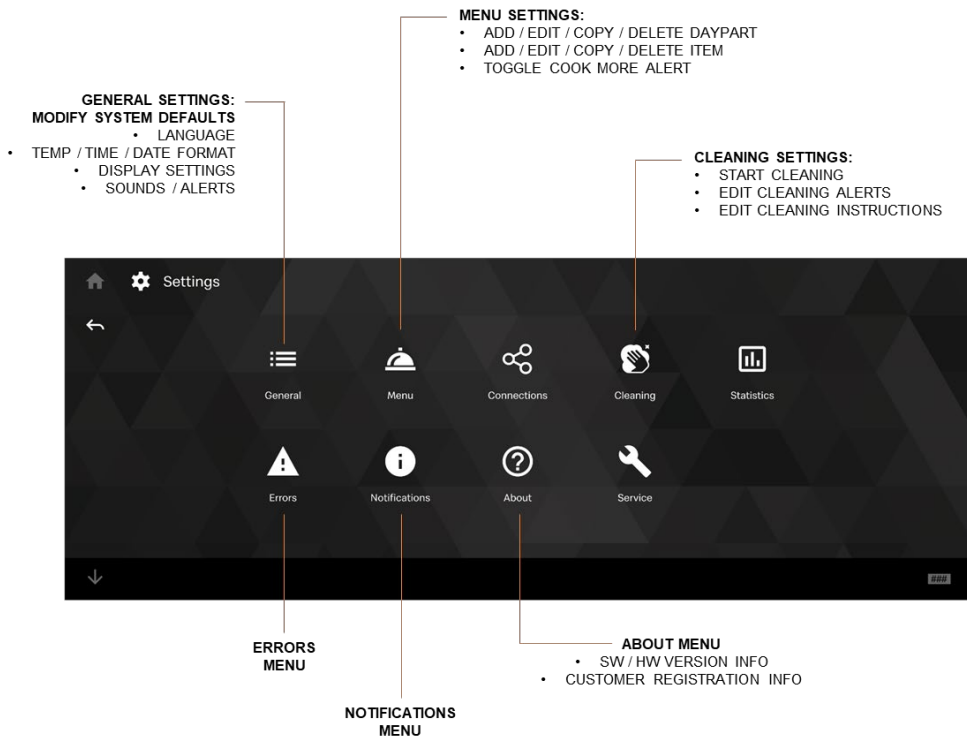 MENU SETTINGS:
• ADD / EDIT / COPY / DELETE DAYPART
• ADD / EDIT / COPY / DELETE ITEM
• TOGGLE COOK MORE ALERT
GENERAL SETTINGS:
MODIFY SYSTEM DEFAULTS
• LANGUAGE
• TEMP / TIME / DATE FORMAT
• DISPLAY SETTINGS
• SOUNDS / ALERTS
CLEANING SETTINGS:
• START CLEANING
• EDIT CLEANING ALERTS
• EDIT CLEANING INSTRUCTIONS
Settings
General
Menu
Connections
Cleaning
Statistics
Errors
Notifications
About
Service
###
ERRORS
MENU
NOTIFICATIONS
MENU
ABOUT MENU
• SW / HW VERSION INFO
• CUSTOMER REGISTRATION INFO